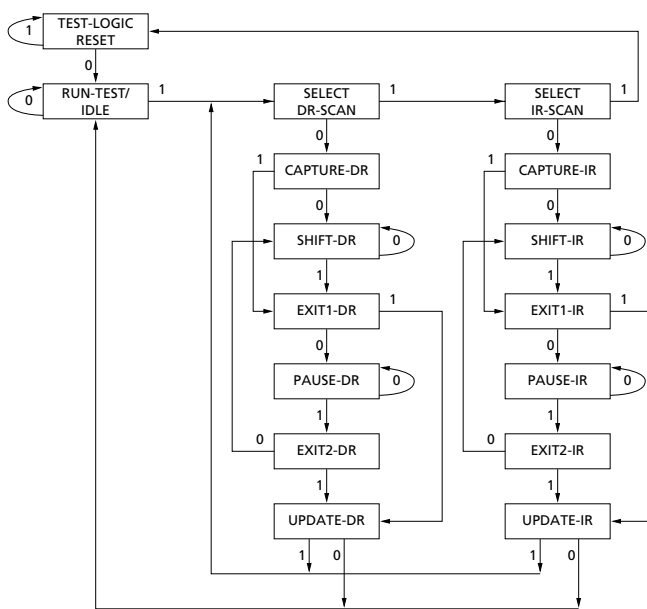 TEST-LOGIC
RESET
1
0
RUN-TEST/
IDLE
0
1
SELECT
DR-SCAN
1
SELECT
IR-SCAN
1
0
0
1
CAPTURE-DR
1
CAPTURE-IR
0
0
SHIFT-DR
0
SHIFT-IR
0
1
1
EXIT1-DR
1
EXIT1-IR
1
0
0
PAUSE-DR
0
PAUSE-IR
0
1
1
0
EXIT2-DR
0
EXIT2-IR
1
1
UPDATE-DR
UPDATE-IR
1
0
1
0